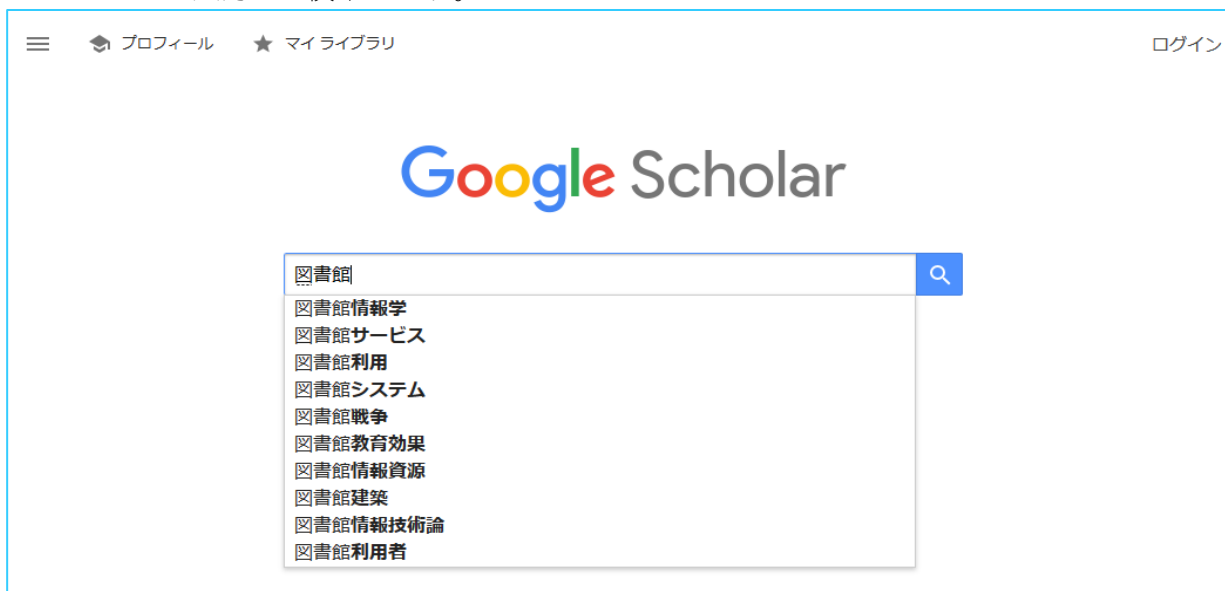 プロフィール マイ ライブラリ ログイン
Google Scholar
図書館
図書館情報学
図書館サービス
図書館利用
図書館システム
図書館戦争
図書館教育効果
図書館情報資源
図書館建築
図書館情報技術論
図書館利用者